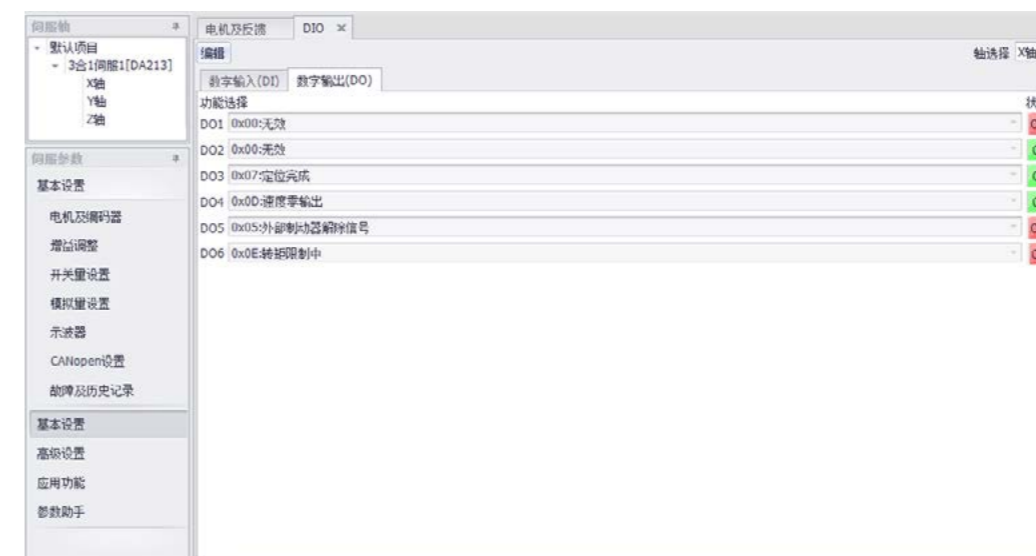 伺服轴
默认项目
3合1伺服1[DA213]
X轴
Y轴
Z轴
伺服参数
基本设置
电机及编码器
增益调整
开关量设置
模拟量设置
示波器
CANopen设置
故障及历史记录
基本设置
高级设置
应用功能
参数助手
电机及反馈 DIO ×
编辑 轴选择 X轴
数字输入(DI) 数字输出(DO)
功能选择
DO1 0x00:无效
DO2 0x00:无效
DO3 0x07:定位完成
DO4 0x0D:速度零输出
DO5 0x05:外部制动器解除信号
DO6 0x0E:转矩限制中